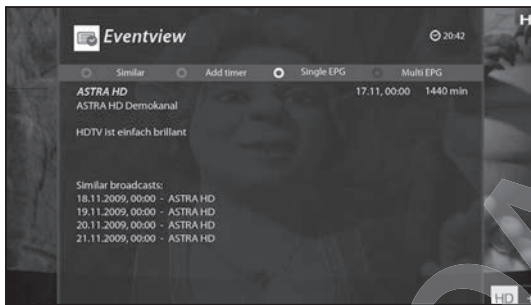 Eventview
20:42
Similar Add timer Single EPG Multi EPG
ASTRA HD 17.11, 00:00 1440 min
ASTRA HD Demokanal
HDTV ist einfach brillant
Similar broadcasts:
18.11.2009, 00:00 - ASTRA HD
19.11.2009, 00:00 - ASTRA HD
20.11.2009, 00:00 - ASTRA HD
21.11.2009, 00:00 - ASTRA HD
HD